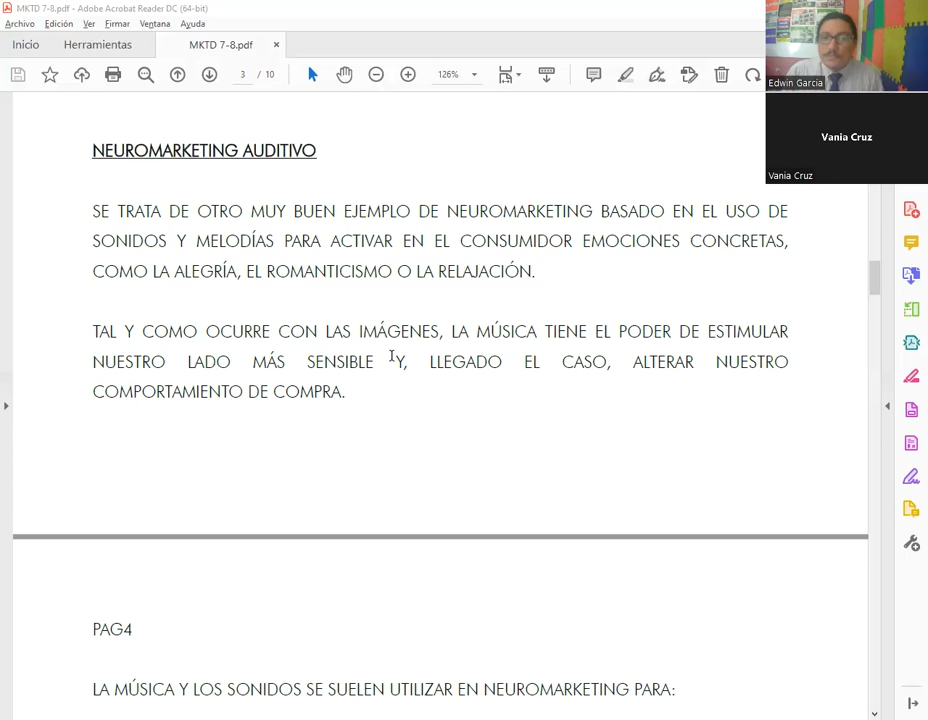 MKTD 7-8.pdf - Adobe Acrobat Reader DC (64-bit)
Archivo Edición Ver Firmar Ventana Ayuda
Inicio Herramientas MKTD 7-8.pdf ×
3 / 10 126%
Edwin Garcia
Vania Cruz
Vania Cruz
NEUROMARKETING AUDITIVO
SE TRATA DE OTRO MUY BUEN EJEMPLO DE NEUROMARKETING BASADO EN EL USO DE
SONIDOS Y MELODÍAS PARA ACTIVAR EN EL CONSUMIDOR EMOCIONES CONCRETAS,
COMO LA ALEGRÍA, EL ROMANTICISMO O LA RELAJACIÓN.
TAL Y COMO OCURRE CON LAS IMÁGENES, LA MÚSICA TIENE EL PODER DE ESTIMULAR
NUESTRO LADO MÁS SENSIBLE Y, LLEGADO EL CASO, ALTERAR NUESTRO
COMPORTAMIENTO DE COMPRA.
PAG4
LA MÚSICA Y LOS SONIDOS SE SUELEN UTILIZAR EN NEUROMARKETING PARA: